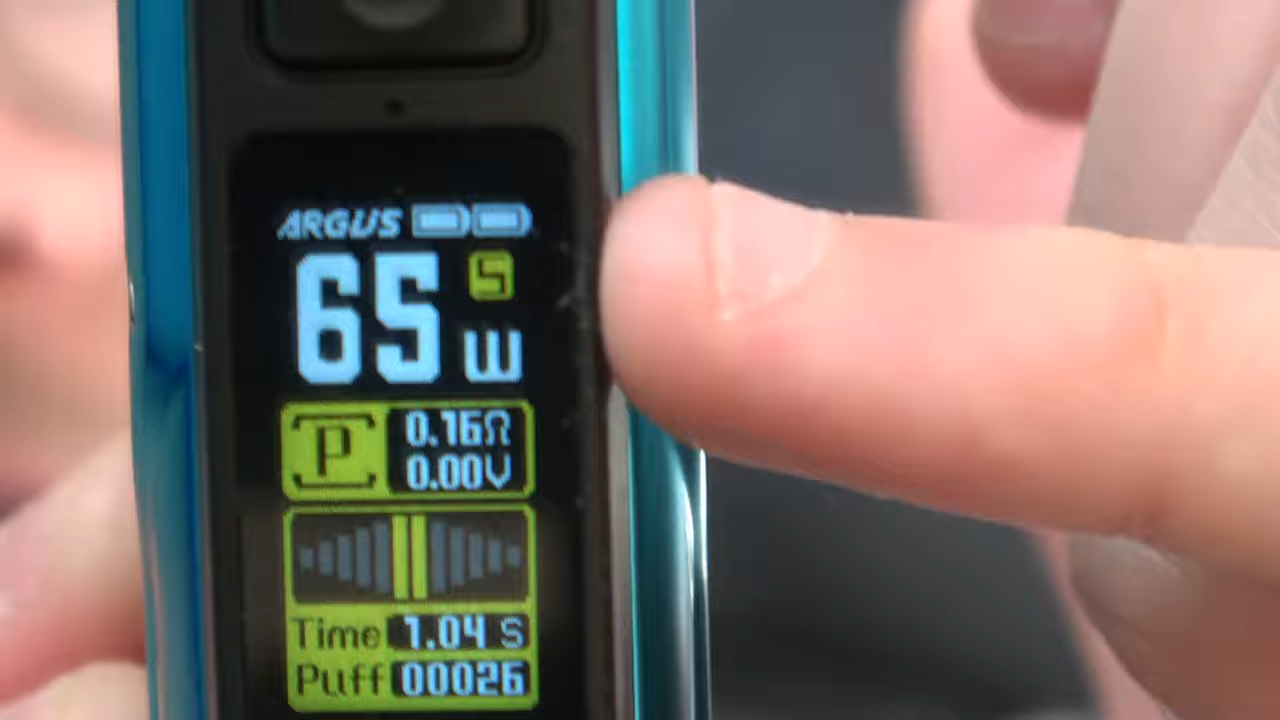 ARGUS
65 S
W
P 0.16Ω
0.00V
Time 1.04 S
Puff 00026